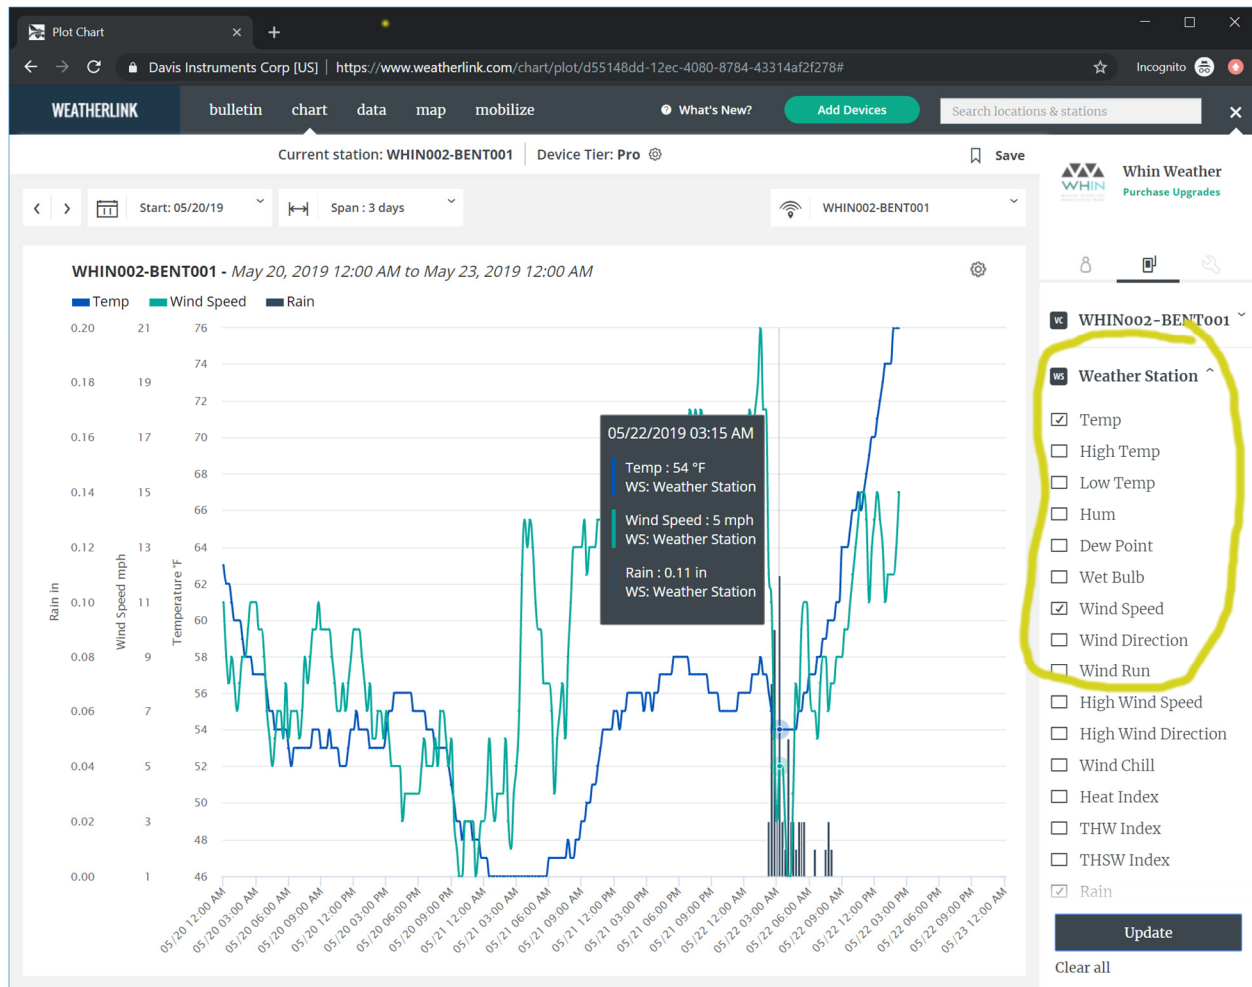 Plot Chart
Davis Instruments Corp [US] | https://www.weatherlink.com/chart/plot/d55148dd-12ec-4080-8784-43314af2f278#
Incognito
WEATHERLINK
bulletin chart data map mobilize
What's New?
Add Devices
Search locations & stations
Current station: WHIN002-BENT001 Device Tier: Pro
Save
WHIN
Whin Weather
Purchase Upgrades
Start: 05/20/19
Span : 3 days
WHIN002-BENT001
WHIN002-BENT001 - May 20, 2019 12:00 AM to May 23, 2019 12:00 AM
Temp Wind Speed Rain
0.20 21 76
74
0.18 19
72
0.16 17 70
68
0.14 15
66
0.12 13 64
62
0.10 11
60
0.08 9 58
56
0.06 7
54
0.04 5 52
50
0.02 3
48
0.00 1 46
Rain in
Wind Speed mph
Temperature °F
05/22/2019 03:15 AM
Temp : 54 °F
WS: Weather Station
Wind Speed : 5 mph
WS: Weather Station
Rain : 0.11 in
WS: Weather Station
05/20 12:00 AM
05/20 03:00 AM
05/20 06:00 AM
05/20 09:00 AM
05/20 12:00 PM
05/20 03:00 PM
05/20 06:00 PM
05/20 09:00 PM
05/21 12:00 AM
05/21 03:00 AM
05/21 06:00 AM
05/21 09:00 AM
05/21 12:00 PM
05/21 03:00 PM
05/21 06:00 PM
05/21 09:00 PM
05/22 12:00 AM
05/22 03:00 AM
05/22 06:00 AM
05/22 09:00 AM
05/22 12:00 PM
05/22 03:00 PM
05/22 06:00 PM
05/22 09:00 PM
05/23 12:00 AM
VC WHIN002-BENT001
WS Weather Station
Temp
High Temp
Low Temp
Hum
Dew Point
Wet Bulb
Wind Speed
Wind Direction
Wind Run
High Wind Speed
High Wind Direction
Wind Chill
Heat Index
THW Index
THSW Index
Rain
Update
Clear all